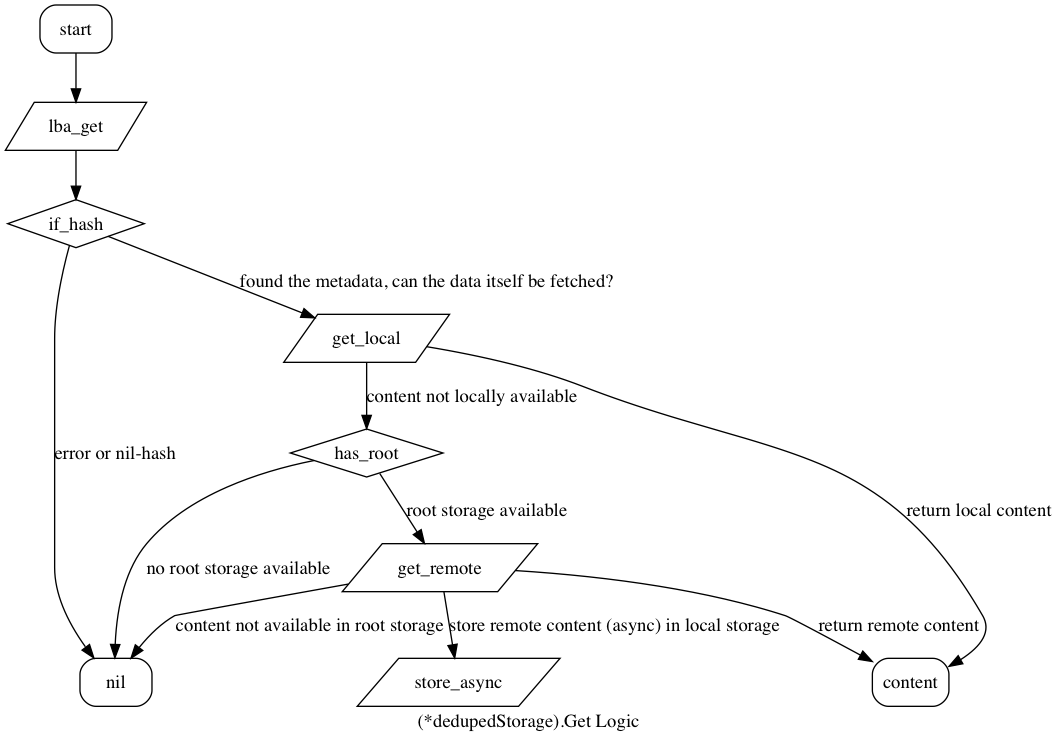 start
lba_get
if_hash
found the metadata, can the data itself be fetched?
get_local
content not locally available
error or nil-hash
has_root
root storage available
return local content
no root storage available
get_remote
content not available in root storage
store remote content (async) in local storage
return remote content
nil
store_async
content
(*dedupedStorage).Get Logic